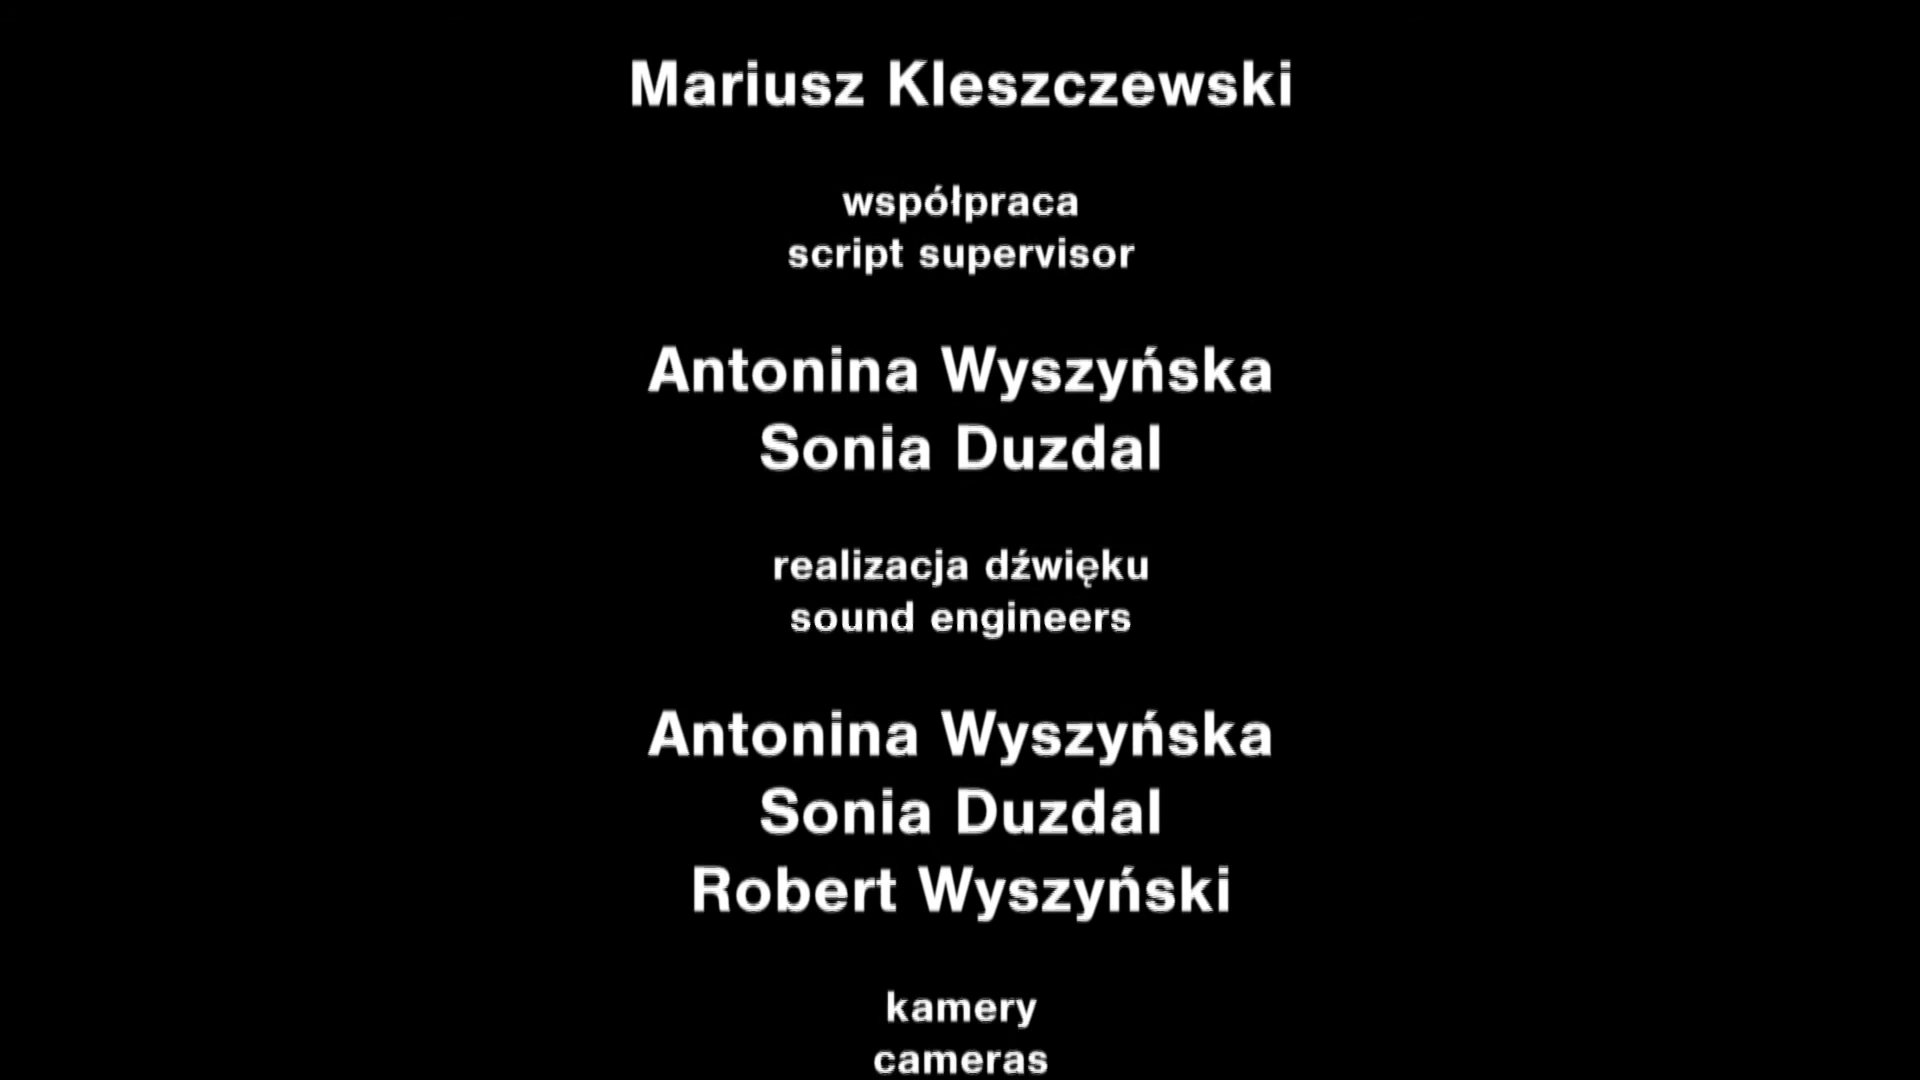 Mariusz Kleszczewski
współpraca
script supervisor
Antonina Wyszyńska
Sonia Duzdal
realizacja dźwięku
sound engineers
Antonina Wyszyńska
Sonia Duzdal
Robert Wyszyński
kamery
cameras